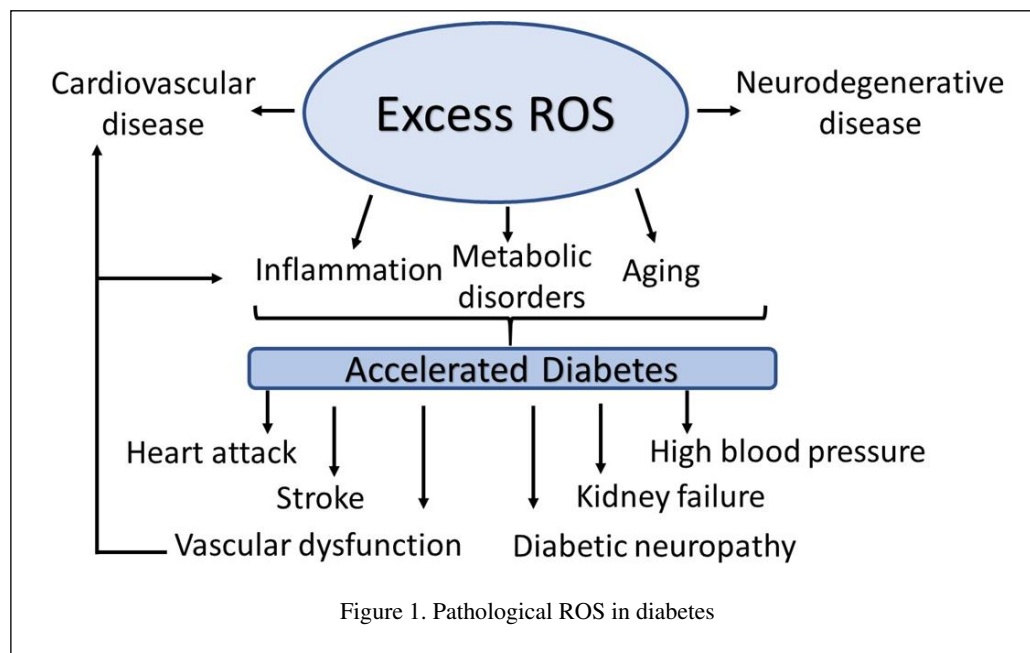 Excess ROS
Cardiovascular
disease
Neurodegenerative
disease
Inflammation
Metabolic
disorders
Aging
Accelerated Diabetes
Heart attack
High blood pressure
Stroke
Kidney failure
Vascular dysfunction
Diabetic neuropathy
Figure 1. Pathological ROS in diabetes